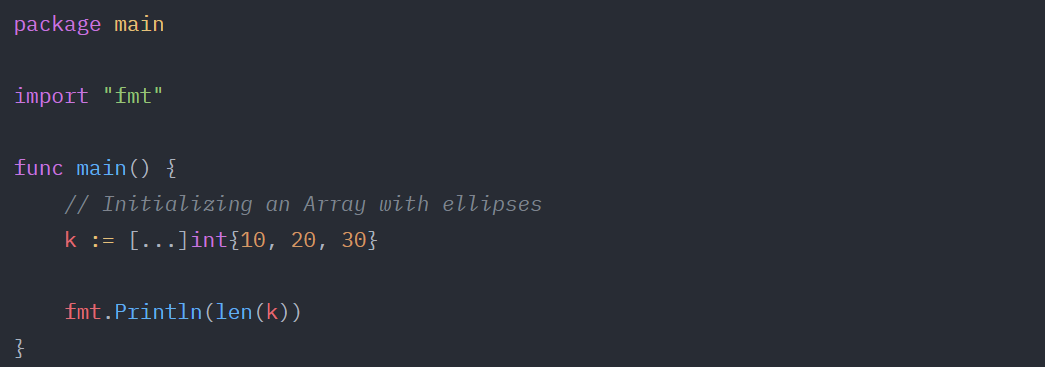 package main
import "fmt"
func main() {
// Initializing an Array with ellipses
k := [...]int{10, 20, 30}
fmt.Println(len(k))
}